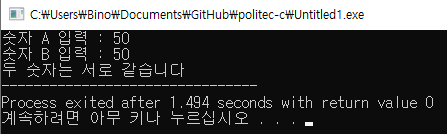 C:₩Users₩Bino₩Documents₩GitHub₩politec-c₩Untitled1.exe
숫자 A 입력 : 50
숫자 B 입력 : 50
두 숫자는 서로 같습니다
--------------------------------
Process exited after 1.494 seconds with return value 0
계속하려면 아무 키나 누르십시오 . . .